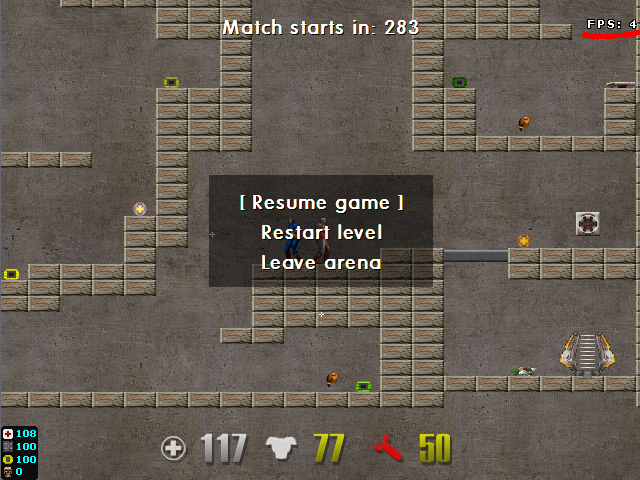 Match starts in: 283
FPS: 4
[ Resume game ]
Restart level
Leave arena
108
100
100
0
117 77 50